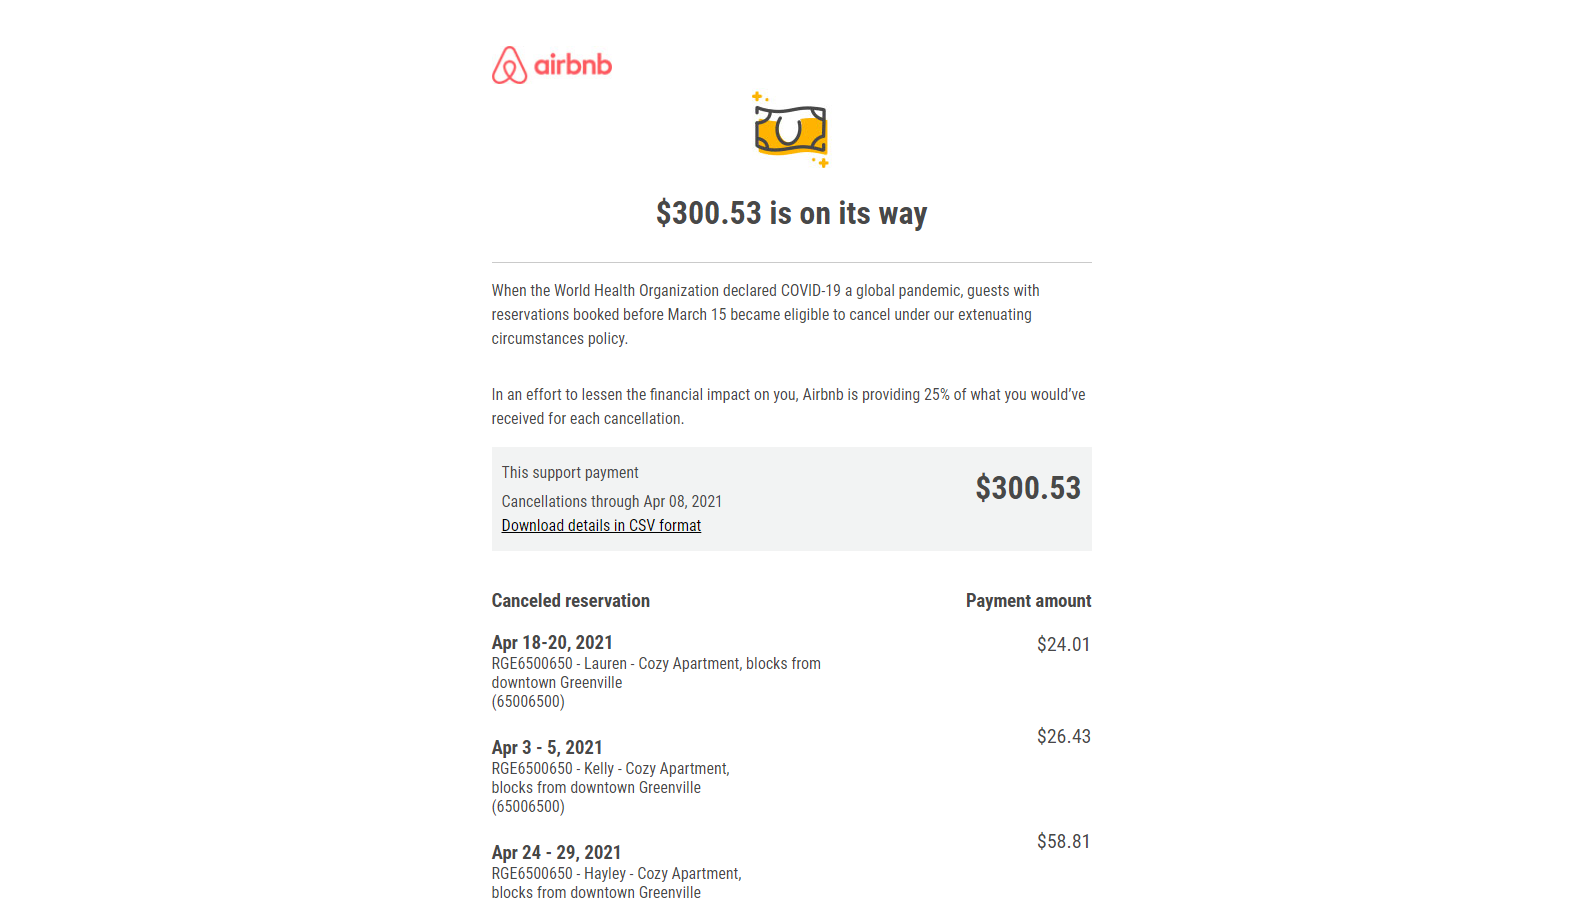 airbnb
$300.53 is on its way
When the World Health Organization declared COVID-19 a global pandemic, guests with
reservations booked before March 15 became eligible to cancel under our extenuating
circumstances policy.
In an effort to lessen the financial impact on you, Airbnb is providing 25% of what you would’ve
received for each cancellation.
This support payment
$300.53
Cancellations through Apr 08, 2021
Download details in CSV format
Canceled reservation
Payment amount
Apr 18-20, 2021
$24.01
RGE6500650 - Lauren - Cozy Apartment, blocks from
downtown Greenville
(65006500)
Apr 3 - 5, 2021
$26.43
RGE6500650 - Kelly - Cozy Apartment,
blocks from downtown Greenville
(65006500)
Apr 24 - 29, 2021
$58.81
RGE6500650 - Hayley - Cozy Apartment,
blocks from downtown Greenville